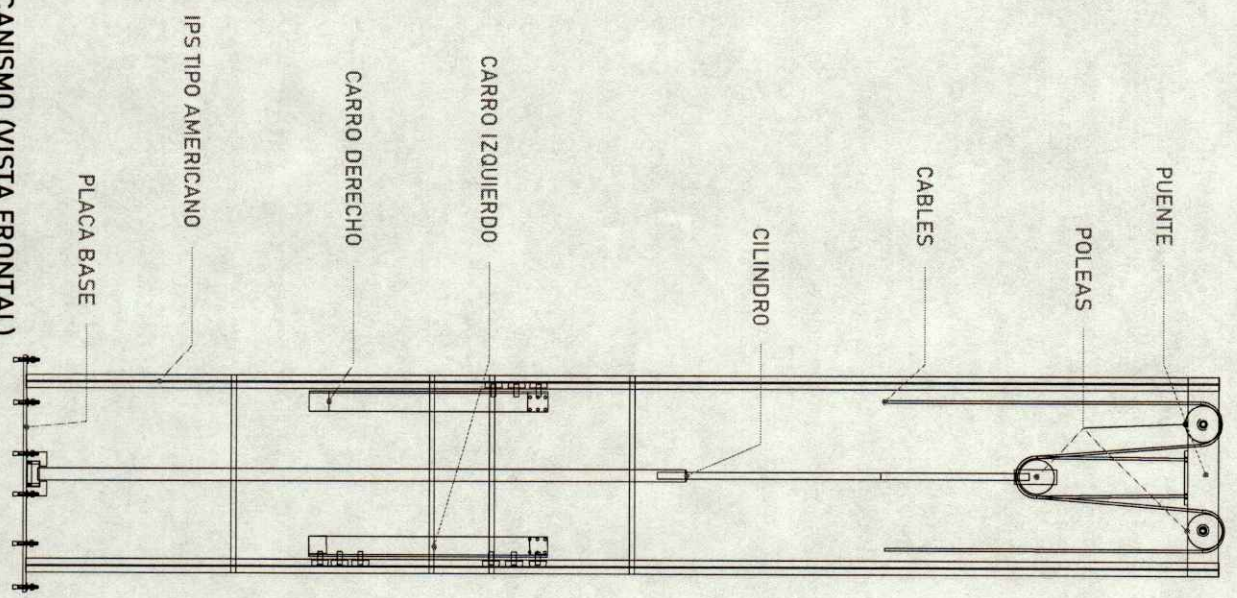 PUENTE
POLEAS
CABLES
CILINDRO
CARRO IZQUIERDO
CARRO DERECHO
IPS TIPO AMERICANO
PLACA BASE
CANISMO (VISTA FRONTAL)